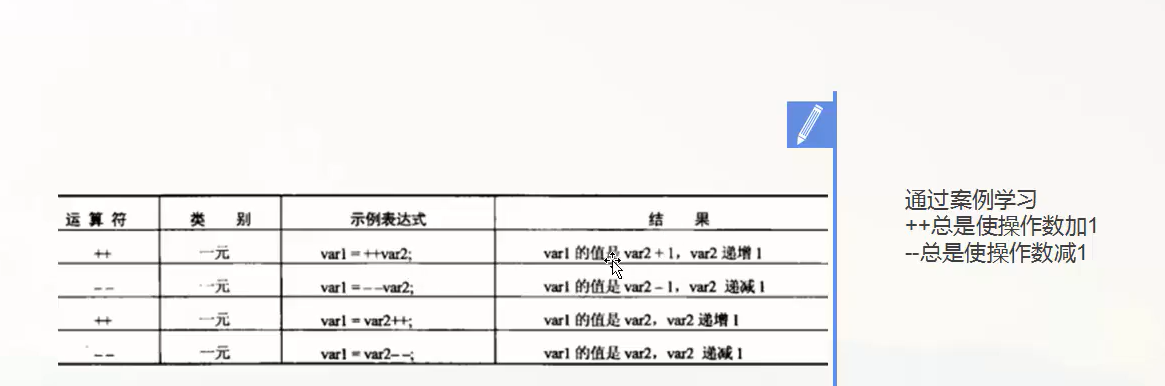 运 算 符 类 别 示例表达式 结 果
++ 一元 var1 = ++var2; var1 的值是 var2 + 1，var2 递增 1
-- 一元 var1 = --var2; var1 的值是 var2 - 1，var2 递减 1
++ 一元 var1 = var2++; var1 的值是 var2，var2 递增 1
-- 一元 var1 = var2--; var1 的值是 var2，var2 递减 1
通过案例学习
++总是使操作数加1
--总是使操作数减1